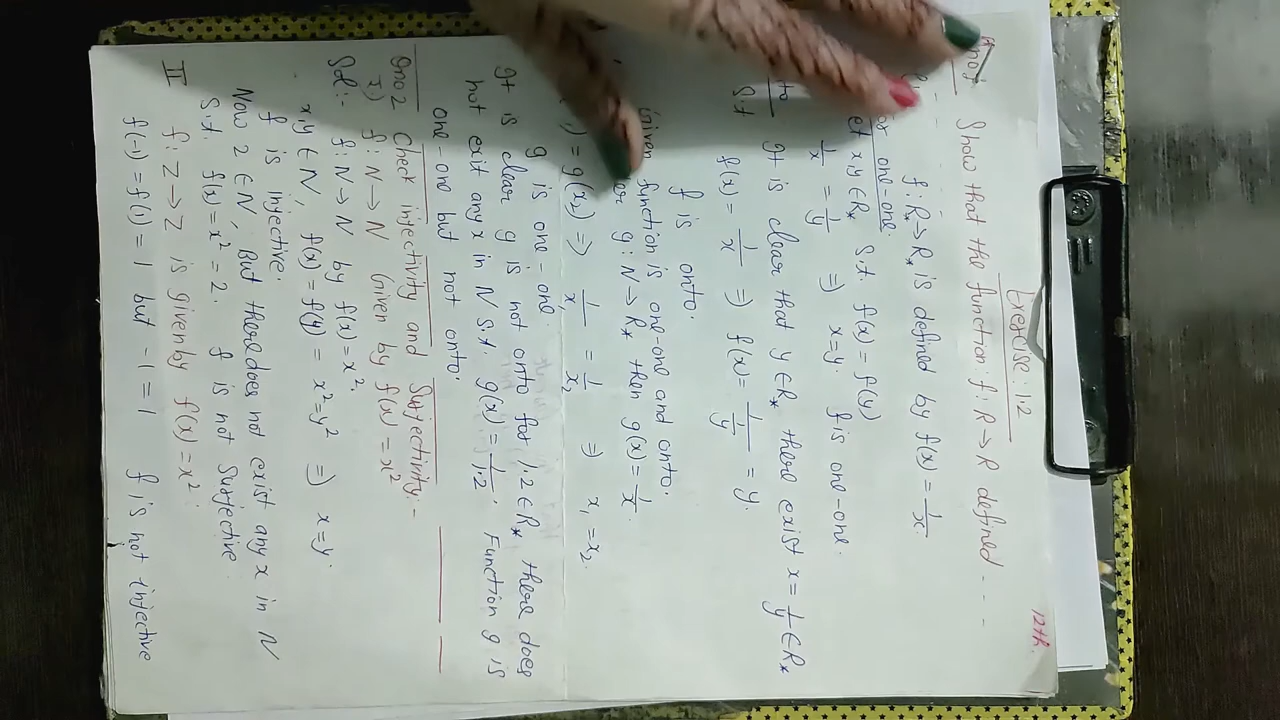 12th.
Exercise: 1.2
Show that the function f: R → R defined - - -
f: R* → R* is defined by f(x) = 1/x.
for one-one.
x,y ∈ R* s.t. f(x) = f(y)
1/x = 1/y ⇒ x=y. f is one-one.
It is clear that y ∈ R* there exist x = 1/y ∈ R*
s.t f(x) = 1/x ⇒ f(x) = 1/(1/y) = y.
f is onto.
Given function is one-one and onto.
g: N → R* then g(x) = 1/x.
) = g(x2) ⇒ 1/x1 = 1/x2 ⇒ x1 = x2.
g is one-one.
It is clear g is not onto for 1.2 ∈ R* there does
not exit any x in N s.t. g(x) = 1/1.2. Function g is
one-one but not onto.
Qno2 Check injectivity and Surjectivity -
I) f: N → N Given by f(x) = x²
Sol:- f: N → N by f(x) = x².
x,y ∈ N, f(x) = f(y) = x² = y² ⇒ x=y.
f is injective.
Now 2 ∈ N, But there does not exist any x in N
s.t. f(x) = x² = 2. f is not Surjective.
II f: Z → Z is given by f(x) = x²
f(-1) = f(1) = 1 but -1 = 1 f is not injective